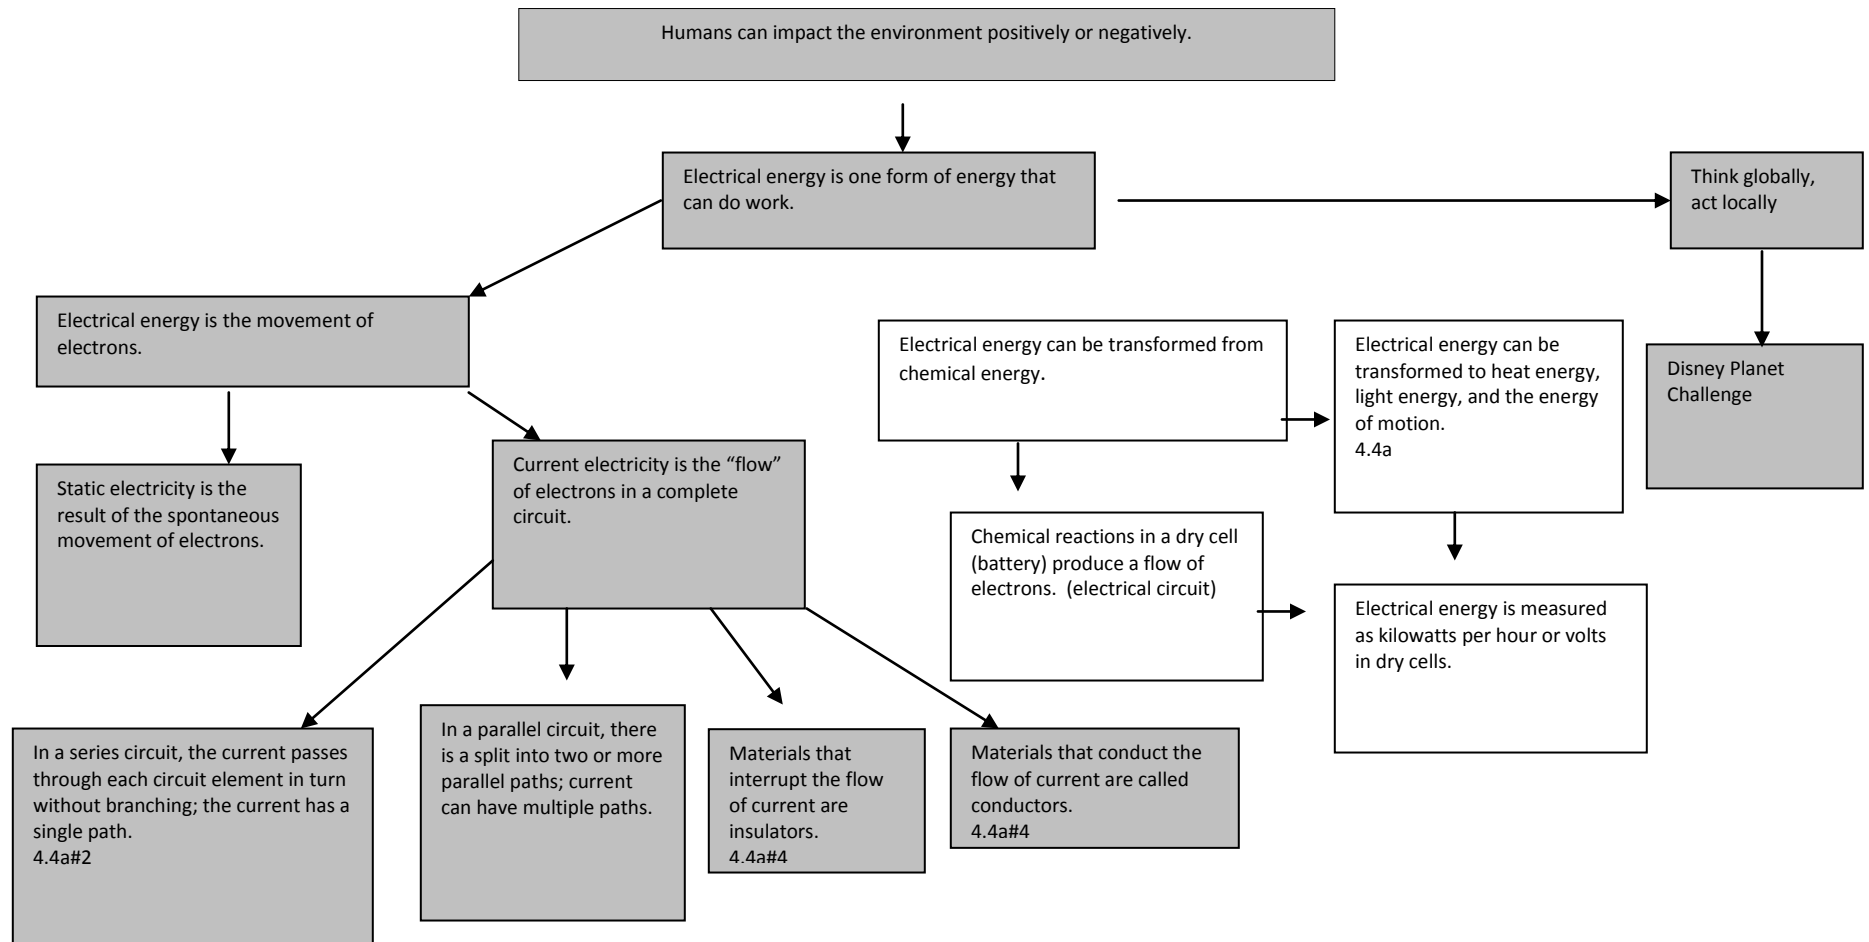 Humans can impact the environment positively or negatively.
Electrical energy is one form of energy that
can do work.
Think globally,
act locally
Electrical energy is the movement of
electrons.
Electrical energy can be transformed from
chemical energy.
Electrical energy can be
transformed to heat energy,
light energy, and the energy
of motion.
4.4a
Disney Planet
Challenge
Static electricity is the
result of the spontaneous
movement of electrons.
Current electricity is the “flow”
of electrons in a complete
circuit.
Chemical reactions in a dry cell
(battery) produce a flow of
electrons.  (electrical circuit)
Electrical energy is measured
as kilowatts per hour or volts
in dry cells.
In a series circuit, the current passes
through each circuit element in turn
without branching; the current has a
single path.
4.4a#2
In a parallel circuit, there
is a split into two or more
parallel paths; current
can have multiple paths.
Materials that
interrupt the flow
of current are
insulators.
4.4a#4
Materials that conduct the
flow of current are called
conductors.
4.4a#4